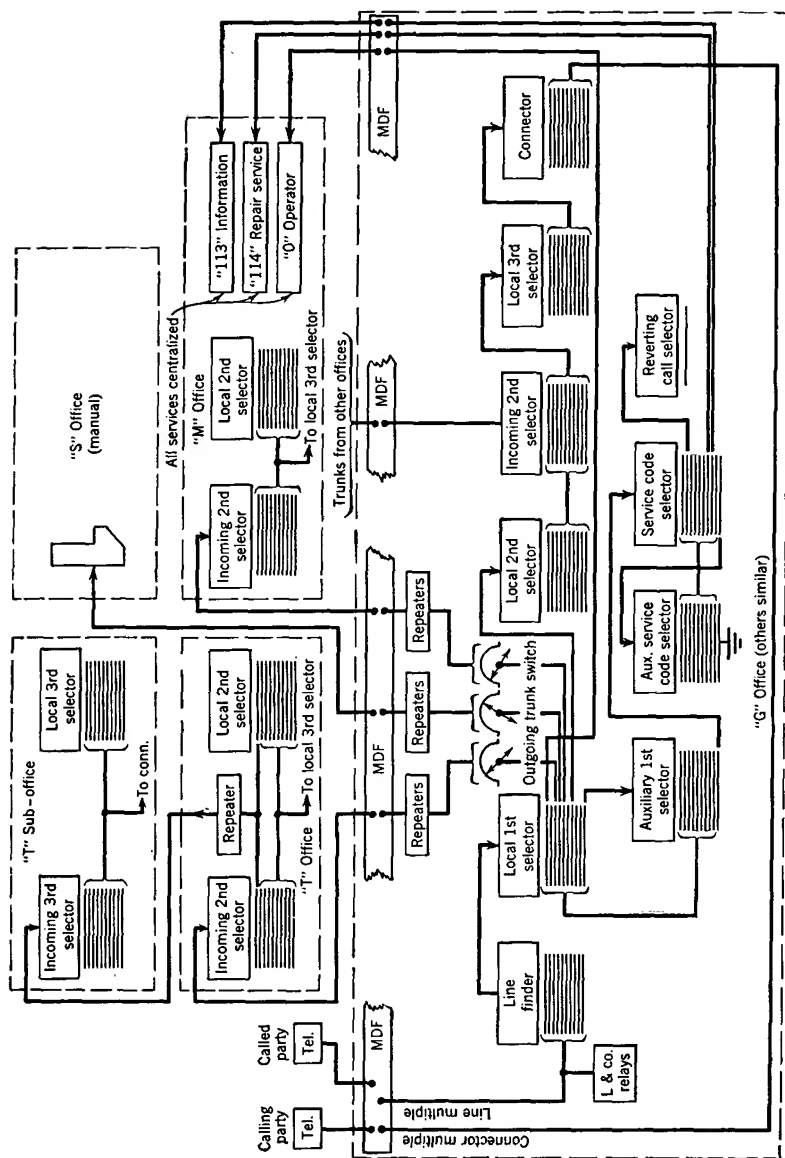 "S" Office
(manual)
"T" Sub-office
Incoming 3rd
selector
Local 3rd
selector
To conn.
All services centralized
"113" Information
"114" Repair service
"O" Operator
"M" Office
Incoming 2nd
selector
Local 2nd
selector
To local 3rd selector
Incoming 2nd
selector
Repeater
Local 2nd
selector
To local 3rd selector
"T" Office
Trunks from other offices
Calling
party
Tel.
Called
party
Tel.
MDF
MDF
MDF
MDF
Repeaters
Repeaters
Repeaters
Outgoing trunk switch
Line multiple
Connector multiple
L & co.
relays
Line
finder
Local 1st
selector
Local 2nd
selector
Incoming 2nd
selector
Local 3rd
selector
Connector
Auxiliary 1st
selector
Aux. service
code selector
Service code
selector
Reverting
call selector
"G" Office (others similar)